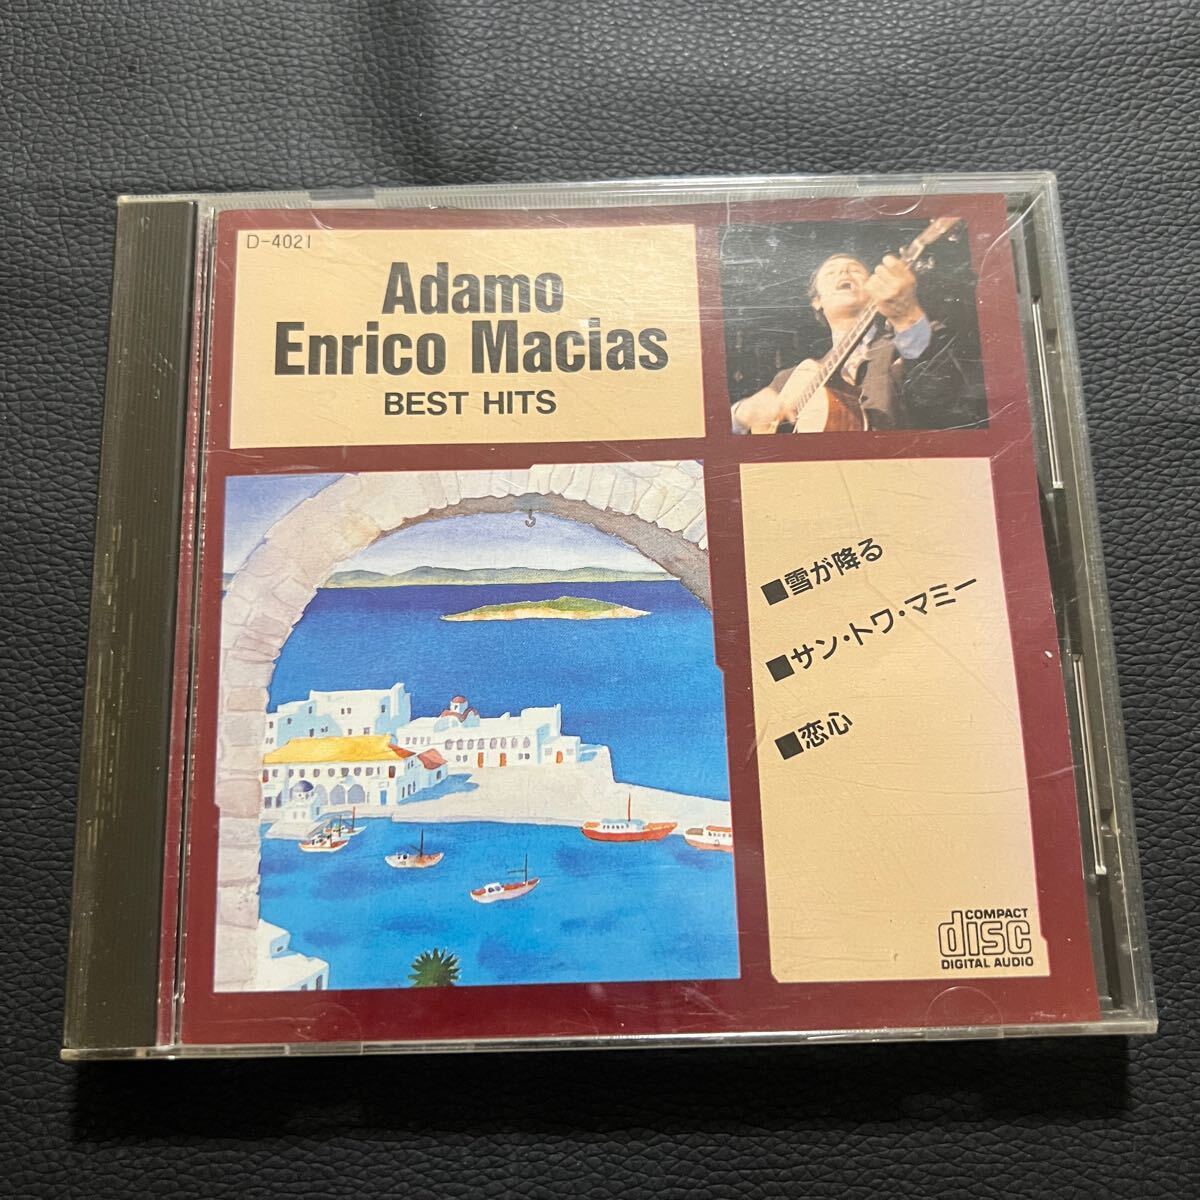 D-4021
Adamo
Enrico Macias
BEST HITS
■雪が降る
■サン・トワ・マミー
■恋心
COMPACT
disc
DIGITAL AUDIO